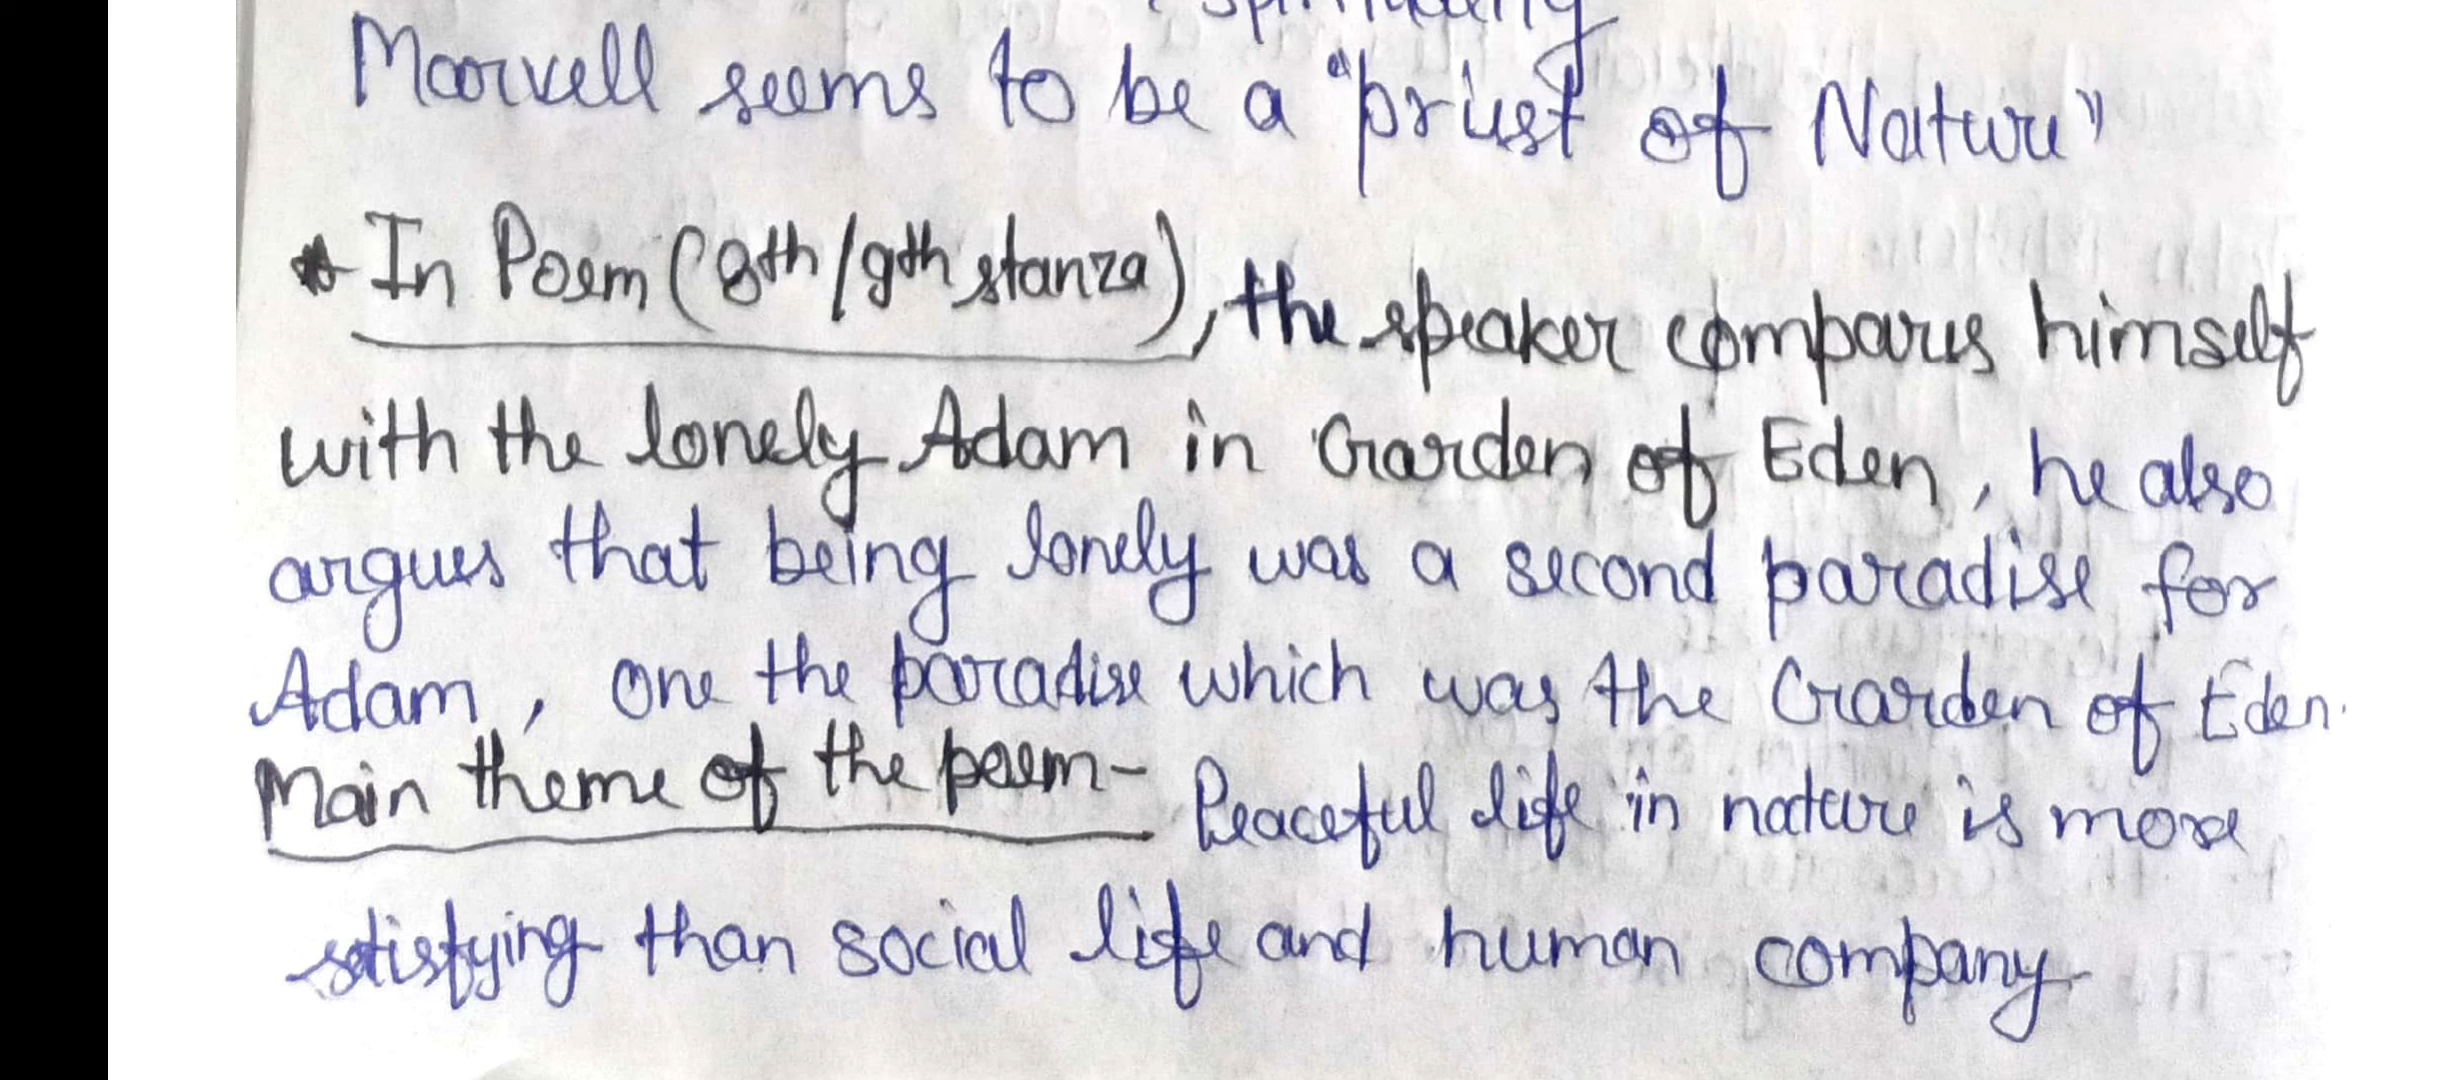 spirituality
Marvell seems to be a "priest of Nature"
* In Poem (8th/9th stanza), the speaker compares himself
with the lonely Adam in Garden of Eden, he also
argues that being lonely was a second paradise for
Adam, one the paradise which was the Garden of Eden.
Main theme of the poem- Peaceful life in nature is more
satisfying than social life and human company